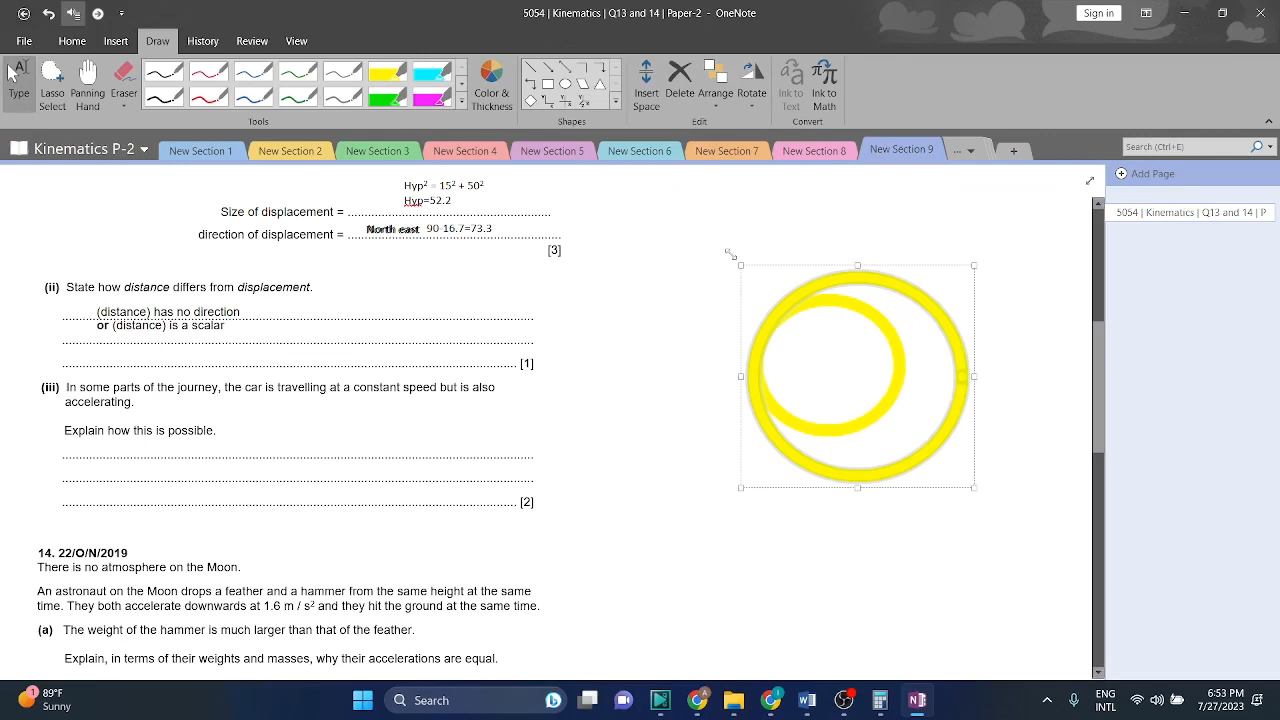 5054 | Kinematics | Q13 and 14 | Paper-2 - OneNote
Sign in
File Home Insert Draw History Review View
Type
Lasso Select
Panning Hand
Eraser
Color & Thickness
Insert Space
Delete
Arrange
Rotate
Ink to Text
Ink to Math
Tools
Shapes
Edit
Convert
Kinematics P-2
New Section 1
New Section 2
New Section 3
New Section 4
New Section 5
New Section 6
New Section 7
New Section 8
New Section 9
...
Search (Ctrl+E)
Add Page
5054 | Kinematics | Q13 and 14 | P
Hyp² = 15² + 50²
Hyp=52.2
Size of displacement = ..................................................
North east 90-16.7=73.3
direction of displacement = ..................................................
[3]
(ii) State how distance differs from displacement.
(distance) has no direction
or (distance) is a scalar
[1]
(iii) In some parts of the journey, the car is travelling at a constant speed but is also
accelerating.
Explain how this is possible.
[2]
14. 22/O/N/2019
There is no atmosphere on the Moon.
An astronaut on the Moon drops a feather and a hammer from the same height at the same
time. They both accelerate downwards at 1.6 m / s² and they hit the ground at the same time.
(a) The weight of the hammer is much larger than that of the feather.
Explain, in terms of their weights and masses, why their accelerations are equal.
1
89°F
Sunny
Search
ENG
INTL
6:53 PM
7/27/2023